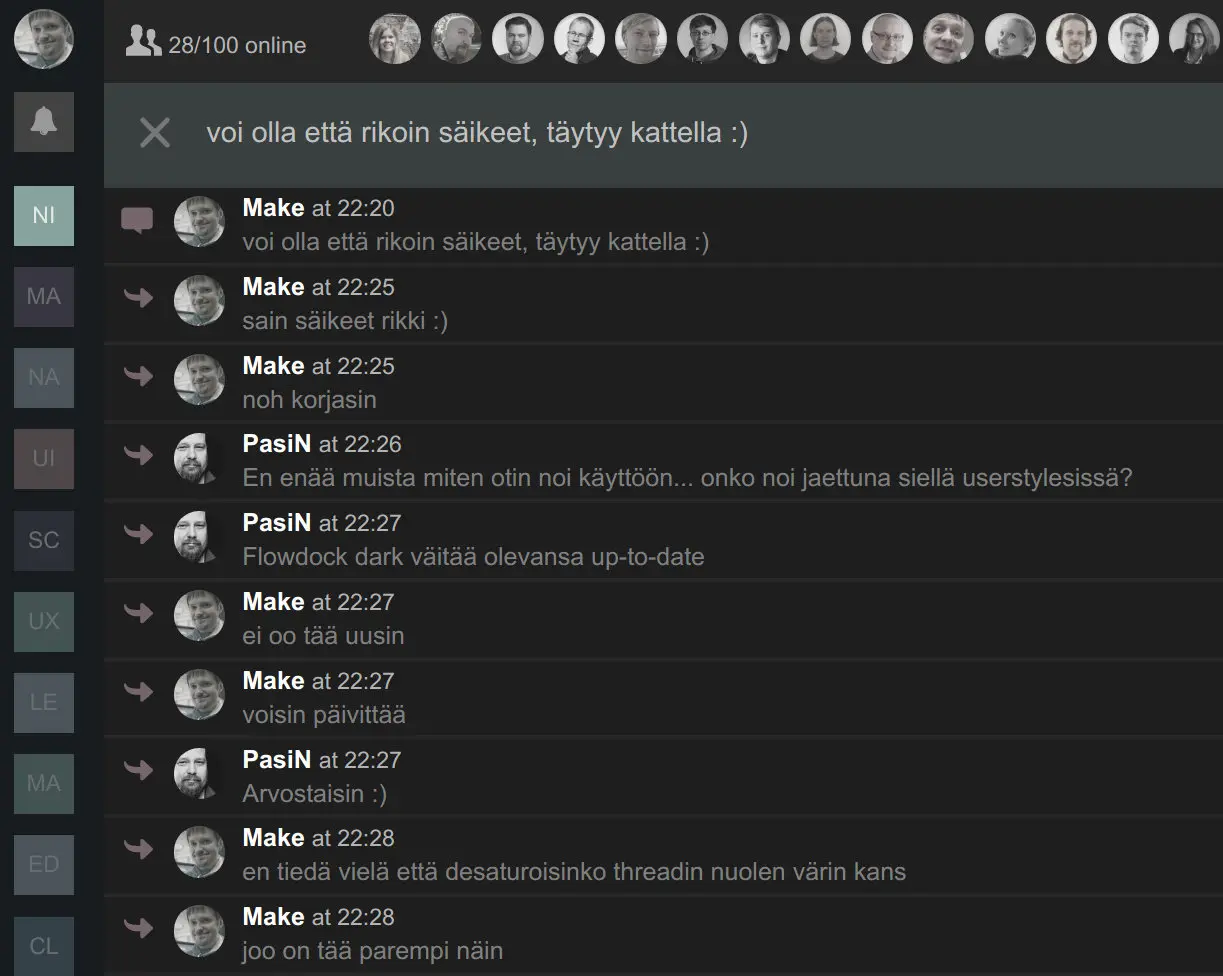 28/100 online
voi olla että rikoin säikeet, täytyy kattella :)
NI
MA
NA
UI
SC
UX
LE
MA
ED
CL
Make at 22:20
voi olla että rikoin säikeet, täytyy kattella :)
Make at 22:25
sain säikeet rikki :)
Make at 22:25
noh korjasin
PasiN at 22:26
En enää muista miten otin noi käyttöön... onko noi jaettuna siellä userstylesissä?
PasiN at 22:27
Flowdock dark väitää olevansa up-to-date
Make at 22:27
ei oo tää uusin
Make at 22:27
voisin päivittää
PasiN at 22:27
Arvostaisin :)
Make at 22:28
en tiedä vielä että desaturoisinko threadin nuolen värin kans
Make at 22:28
joo on tää parempi näin